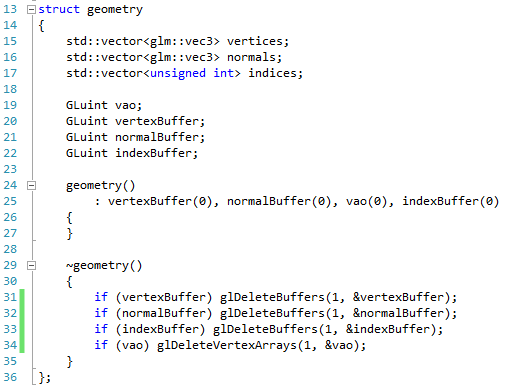 13 struct geometry
14 {
15     std::vector<glm::vec3> vertices;
16     std::vector<glm::vec3> normals;
17     std::vector<unsigned int> indices;
18
19     GLuint vao;
20     GLuint vertexBuffer;
21     GLuint normalBuffer;
22     GLuint indexBuffer;
23
24     geometry()
25         : vertexBuffer(0), normalBuffer(0), vao(0), indexBuffer(0)
26     {
27     }
28
29     ~geometry()
30     {
31         if (vertexBuffer) glDeleteBuffers(1, &vertexBuffer);
32         if (normalBuffer) glDeleteBuffers(1, &normalBuffer);
33         if (indexBuffer) glDeleteBuffers(1, &indexBuffer);
34         if (vao) glDeleteVertexArrays(1, &vao);
35     }
36 };